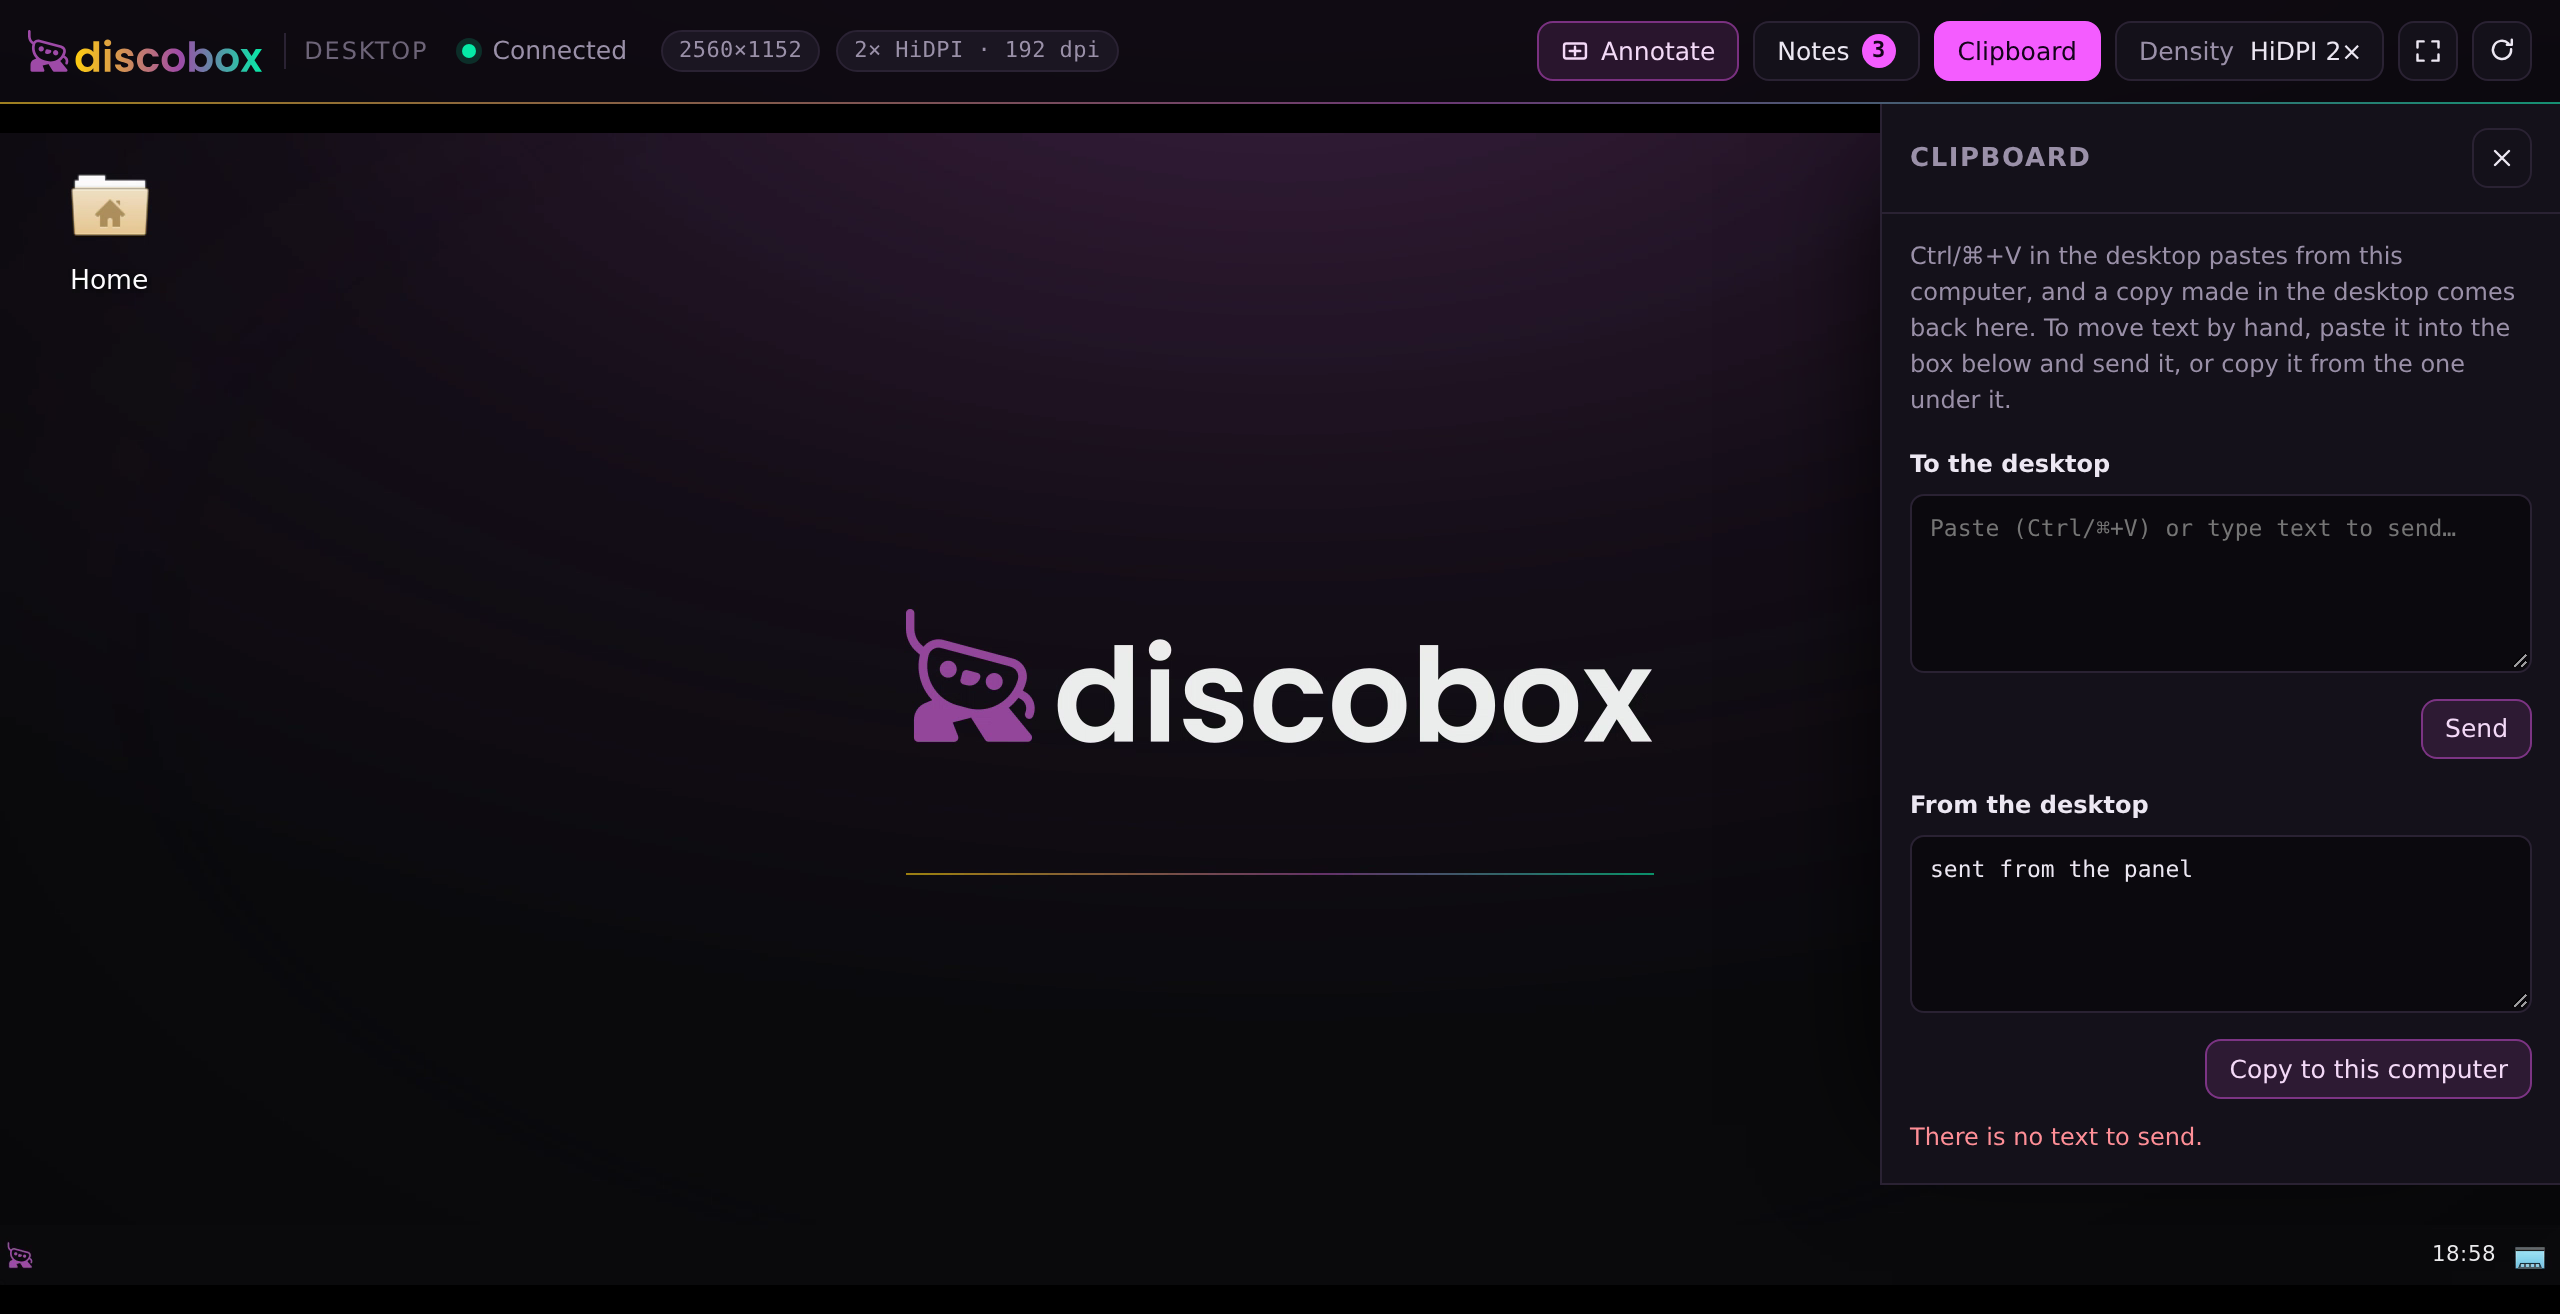 discobox DESKTOP Connected 2560×1152 2× HiDPI · 192 dpi Annotate Notes 3 Clipboard Density HiDPI 2×
Home
discobox
CLIPBOARD
Ctrl/⌘+V in the desktop pastes from this
computer, and a copy made in the desktop comes
back here. To move text by hand, paste it into the
box below and send it, or copy it from the one
under it.
To the desktop
Paste (Ctrl/⌘+V) or type text to send…
Send
From the desktop
sent from the panel
Copy to this computer
There is no text to send.
18:58